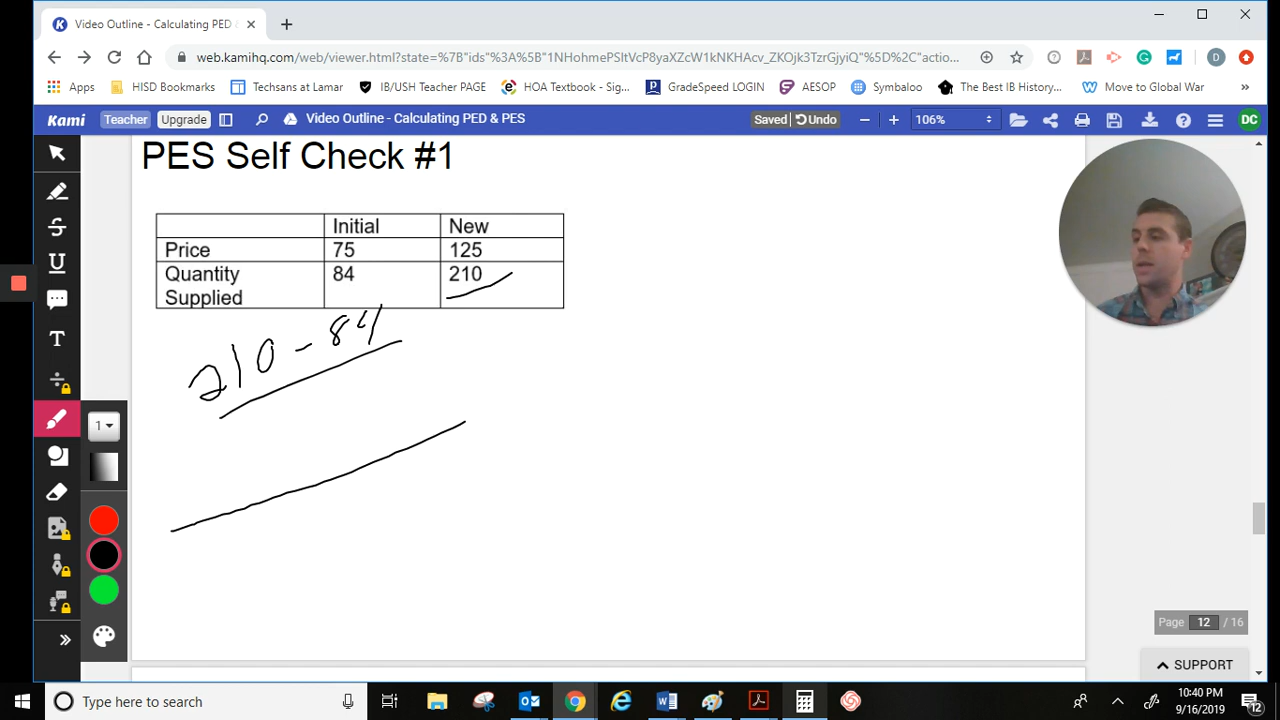 Video Outline - Calculating PED &
web.kamihq.com/web/viewer.html?state=%7B"ids"%3A%5B"1NHohmePSItVcP8yaXZcW1kNKHAcv_ZKOjk3TzrGjyiQ"%5D%2C"actio...
D
Apps HISD Bookmarks Techsans at Lamar IB/USH Teacher PAGE HOA Textbook - Sig... GradeSpeed LOGIN AESOP Symbaloo The Best IB History... Move to Global War »
Kami Teacher Upgrade Video Outline - Calculating PED & PES Saved Undo 106% DC
PES Self Check #1
Initial New
Price 75 125
Quantity 84 210
Supplied
210-84
1
Page 12 / 16
SUPPORT
Type here to search
10:40 PM
9/16/2019
12